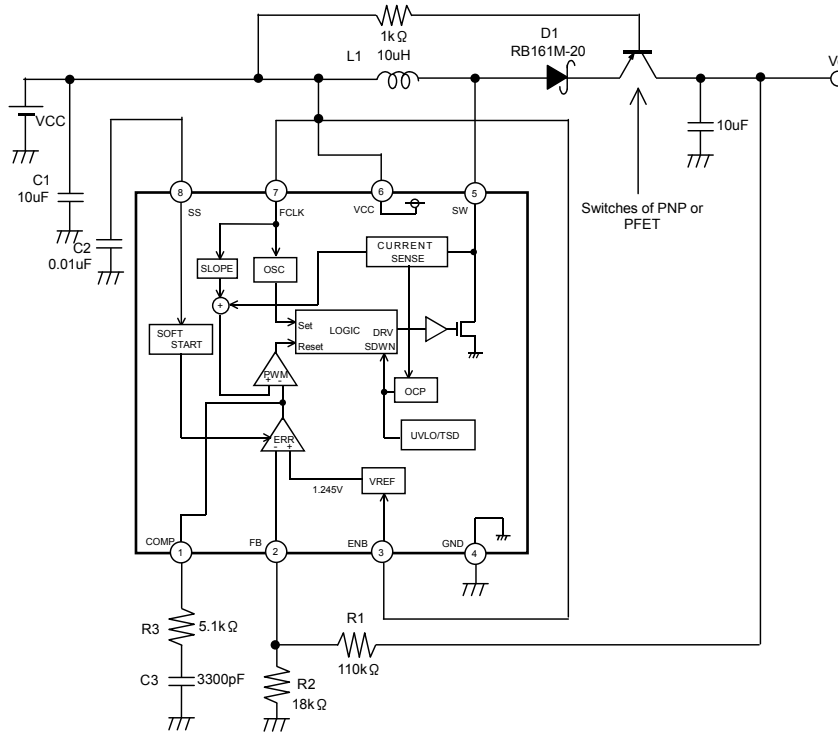 1kΩ
D1
RB161M-20
L1
10uH
V
VCC
10uF
C1
10uF
C2
0.01uF
8
SS
7
FCLK
6
VCC
5
SW
Switches of PNP or
PFET
SLOPE
OSC
CURRENT
SENSE
+
Set
LOGIC
DRV
Reset
SDWN
SOFT
START
PWM
+ -
OCP
ERR
- +
UVLO/TSD
1.245V
VREF
COMP
1
FB
2
ENB
3
GND
4
R3
5.1kΩ
R1
110kΩ
C3
3300pF
R2
18kΩ